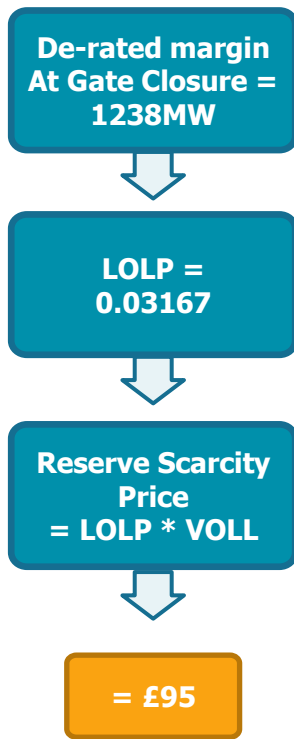 De-rated margin
At Gate Closure =
1238MW
LOLP =
0.03167
Reserve Scarcity
Price
= LOLP * VOLL
= £95